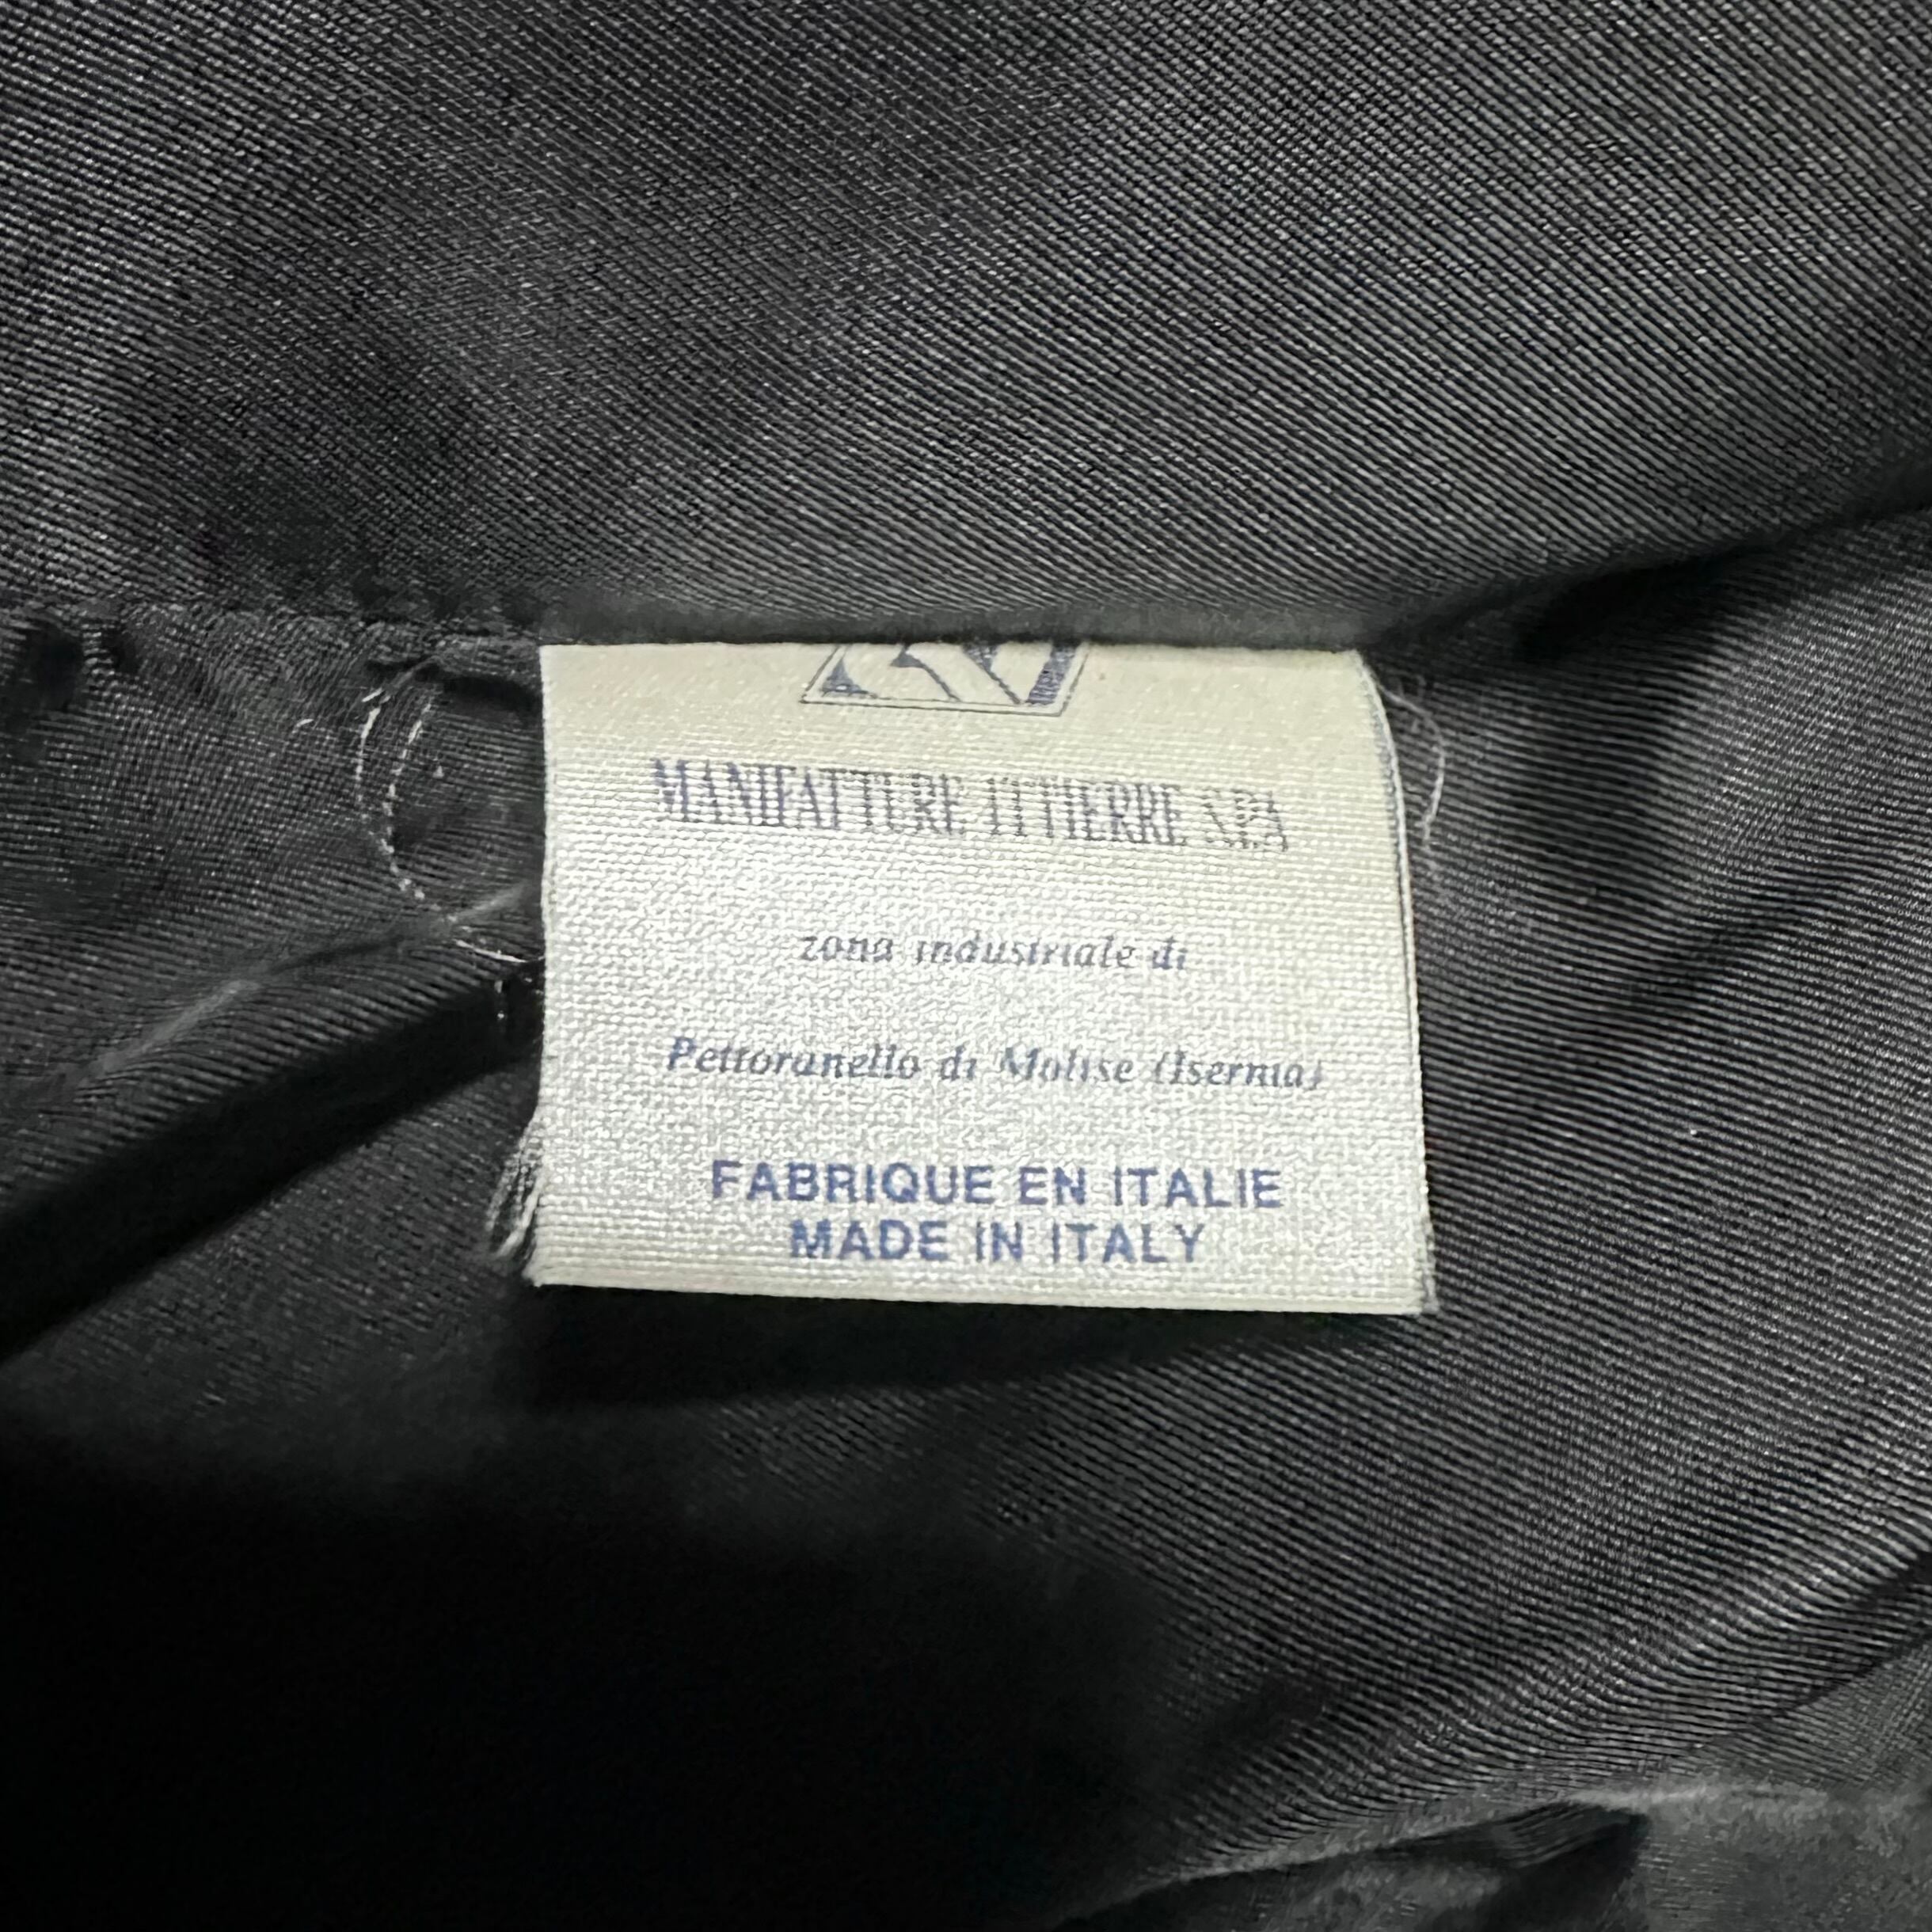 MANIFATTURE ITTIERRE S.P.A
zona industriale di
Pettoranello di Molise (Isernia)
FABRIQUE EN ITALIE
MADE IN ITALY